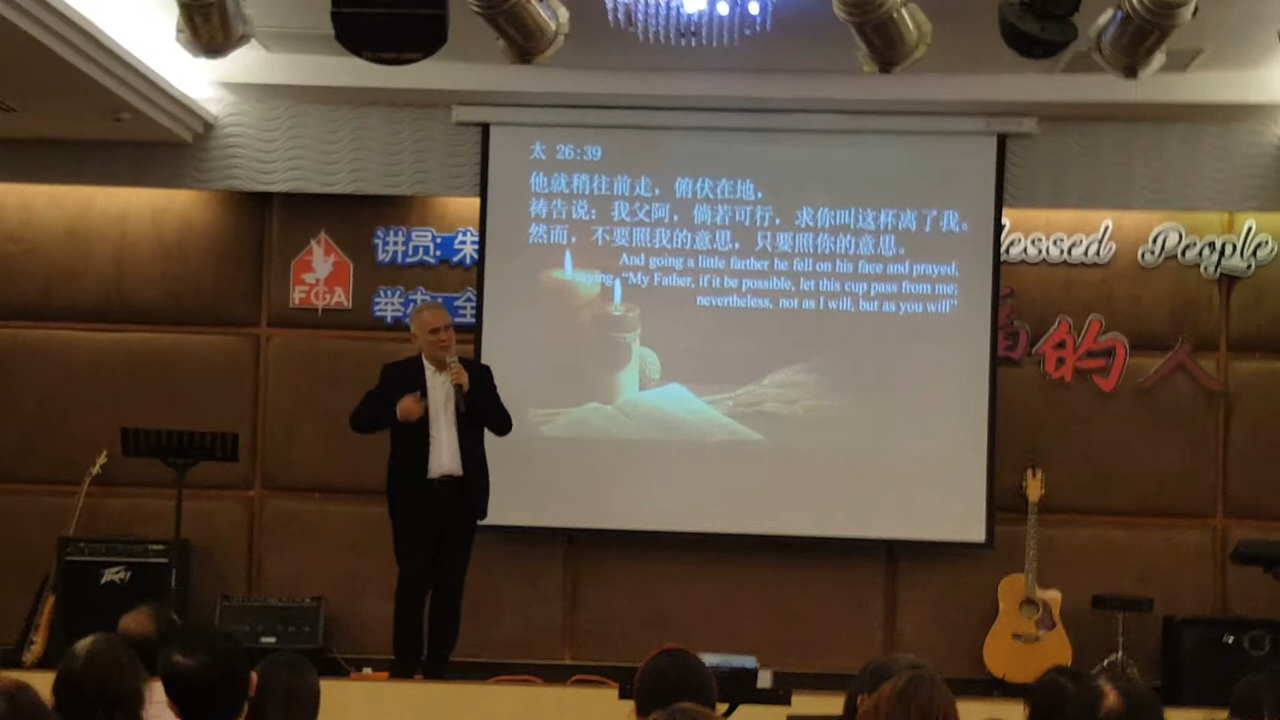 太 26:39
他就稍往前走，俯伏在地，
祷告说：我父阿，倘若可行，求你叫这杯离了我。
然而，不要照我的意思，只要照你的意思。
And going a little farther he fell on his face and prayed,
saying, “My Father, if it be possible, let this cup pass from me;
nevertheless, not as I will, but as you will”
FGA
讲员: 朱
举办: 全
lessed People
的人
PEAVEY